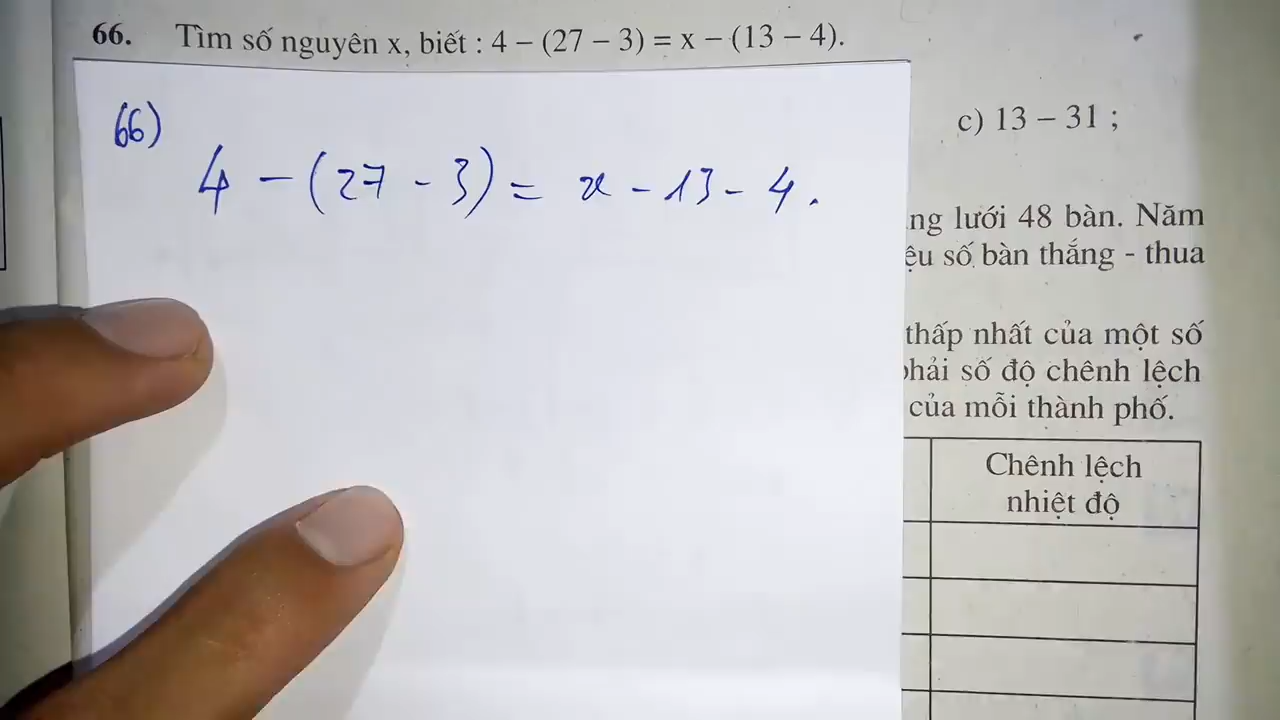 66. Tìm số nguyên x, biết : 4 – (27 – 3) = x – (13 – 4).
66)
4 – (27 - 3) = x - 13 - 4.
c) 13 – 31 ;
ng lưới 48 bàn. Năm
ệu số bàn thắng - thua
thấp nhất của một số
phải số độ chênh lệch
của mỗi thành phố.
Chênh lệch
nhiệt độ